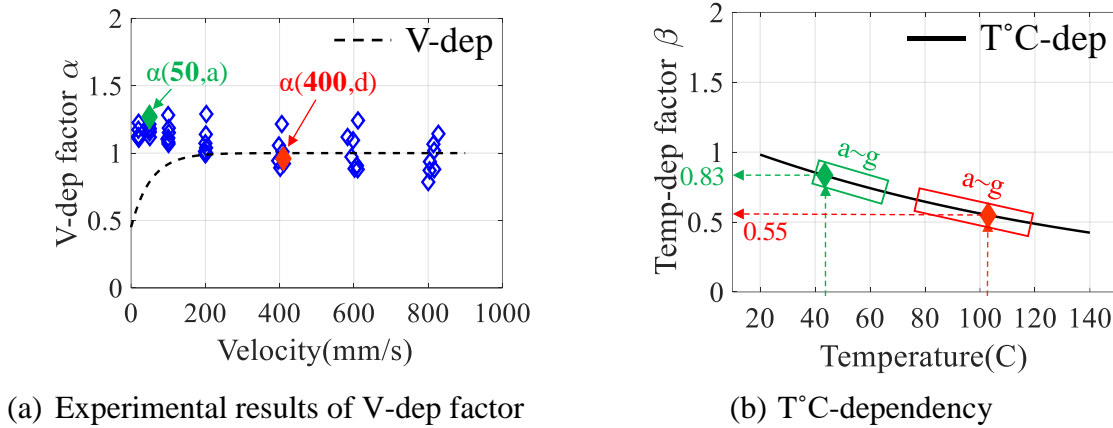 2
1.5
1
0.5
0
V-dep factor α
V-dep
α(50,a)
α(400,d)
0 200 400 600 800 1000
Velocity(mm/s)
(a) Experimental results of V-dep factor
2
1.5
1
0.5
0
Temp-dep factor β
T°C-dep
a~g
a~g
0.83
0.55
20 40 60 80 100 120 140
Temperature(C)
(b) T°C-dependency